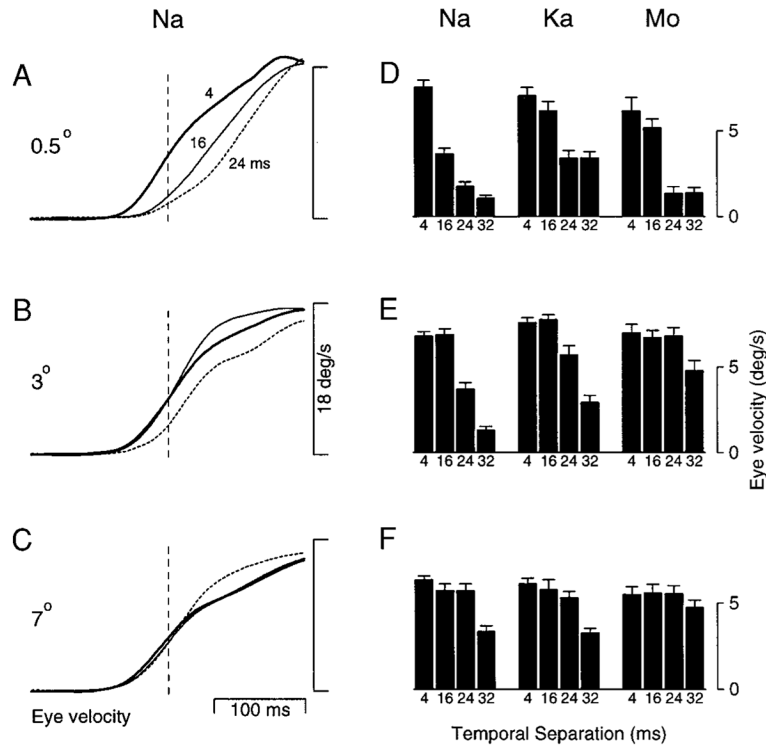 Na
Na Ka Mo
A
0.5°
4
16
24 ms
D
5
0
4 16 24 32 4 16 24 32 4 16 24 32
B
3°
18 deg/s
E
5
0
4 16 24 32 4 16 24 32 4 16 24 32
Eye velocity (deg/s)
C
7°
Eye velocity
100 ms
F
5
0
4 16 24 32 4 16 24 32 4 16 24 32
Temporal Separation (ms)